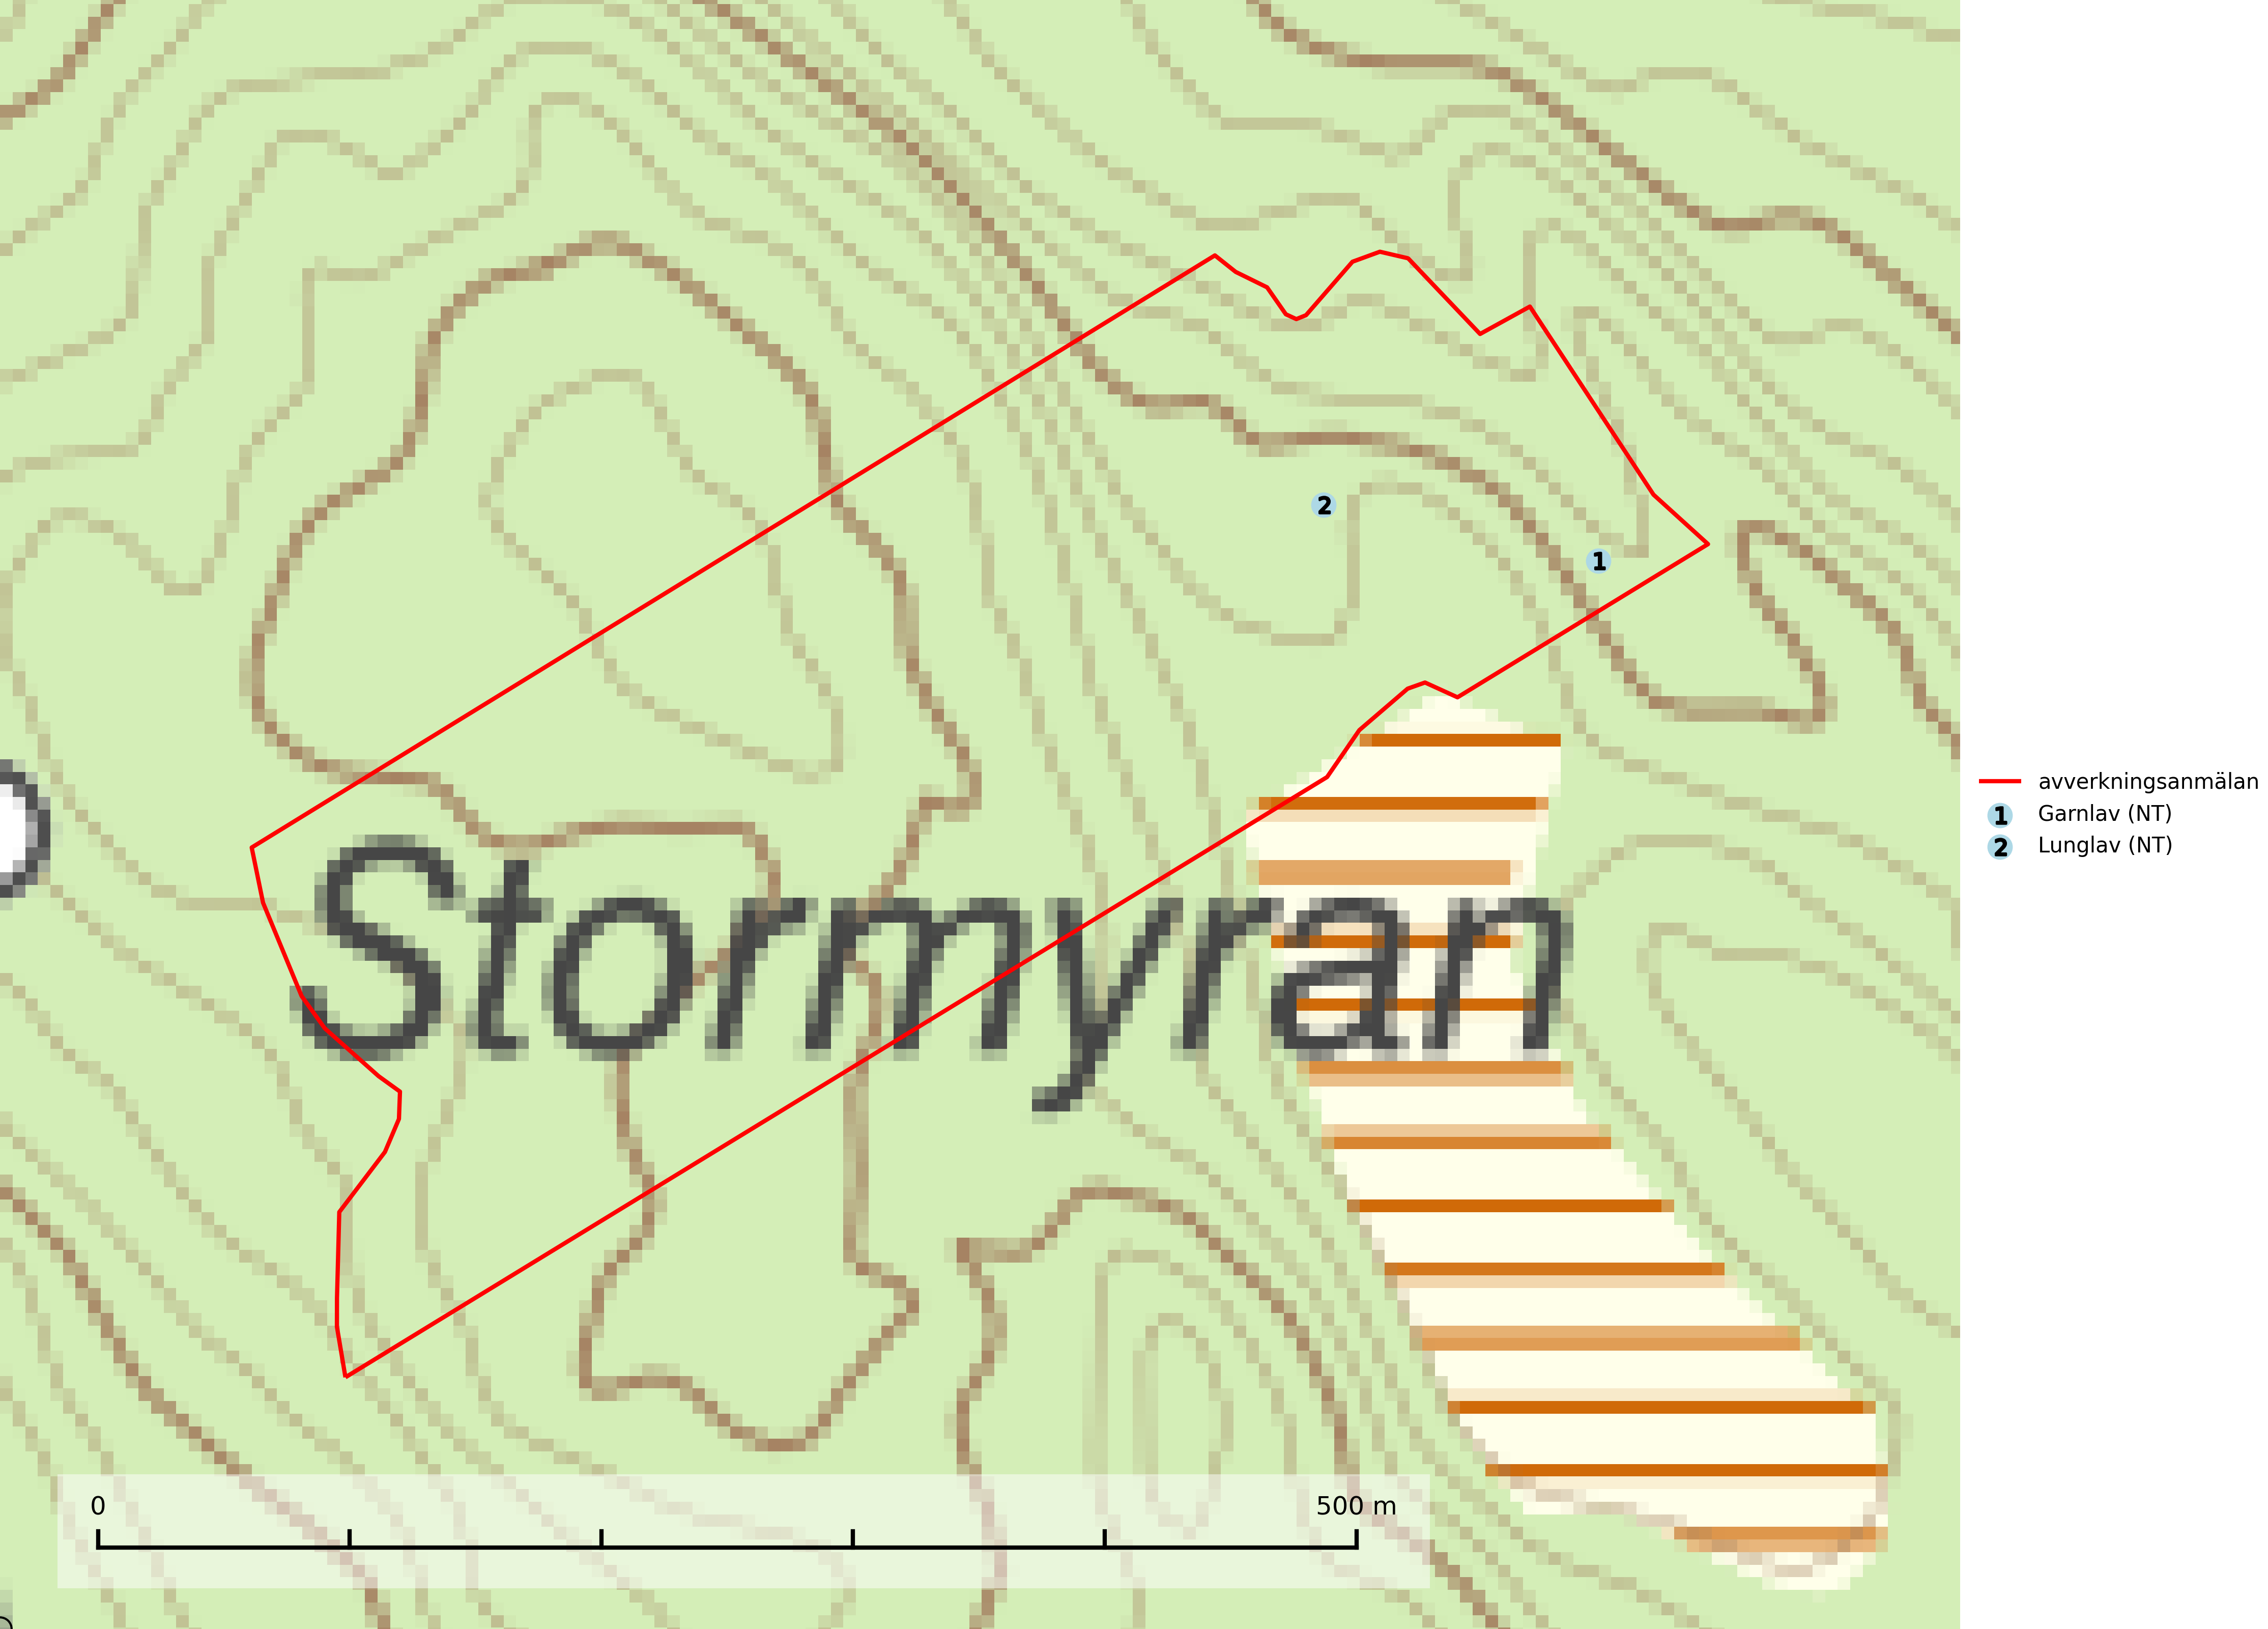 2
1
Stormyran
avverkningsanmälan
1 Garnlav (NT)
2 Lunglav (NT)
0 500 m